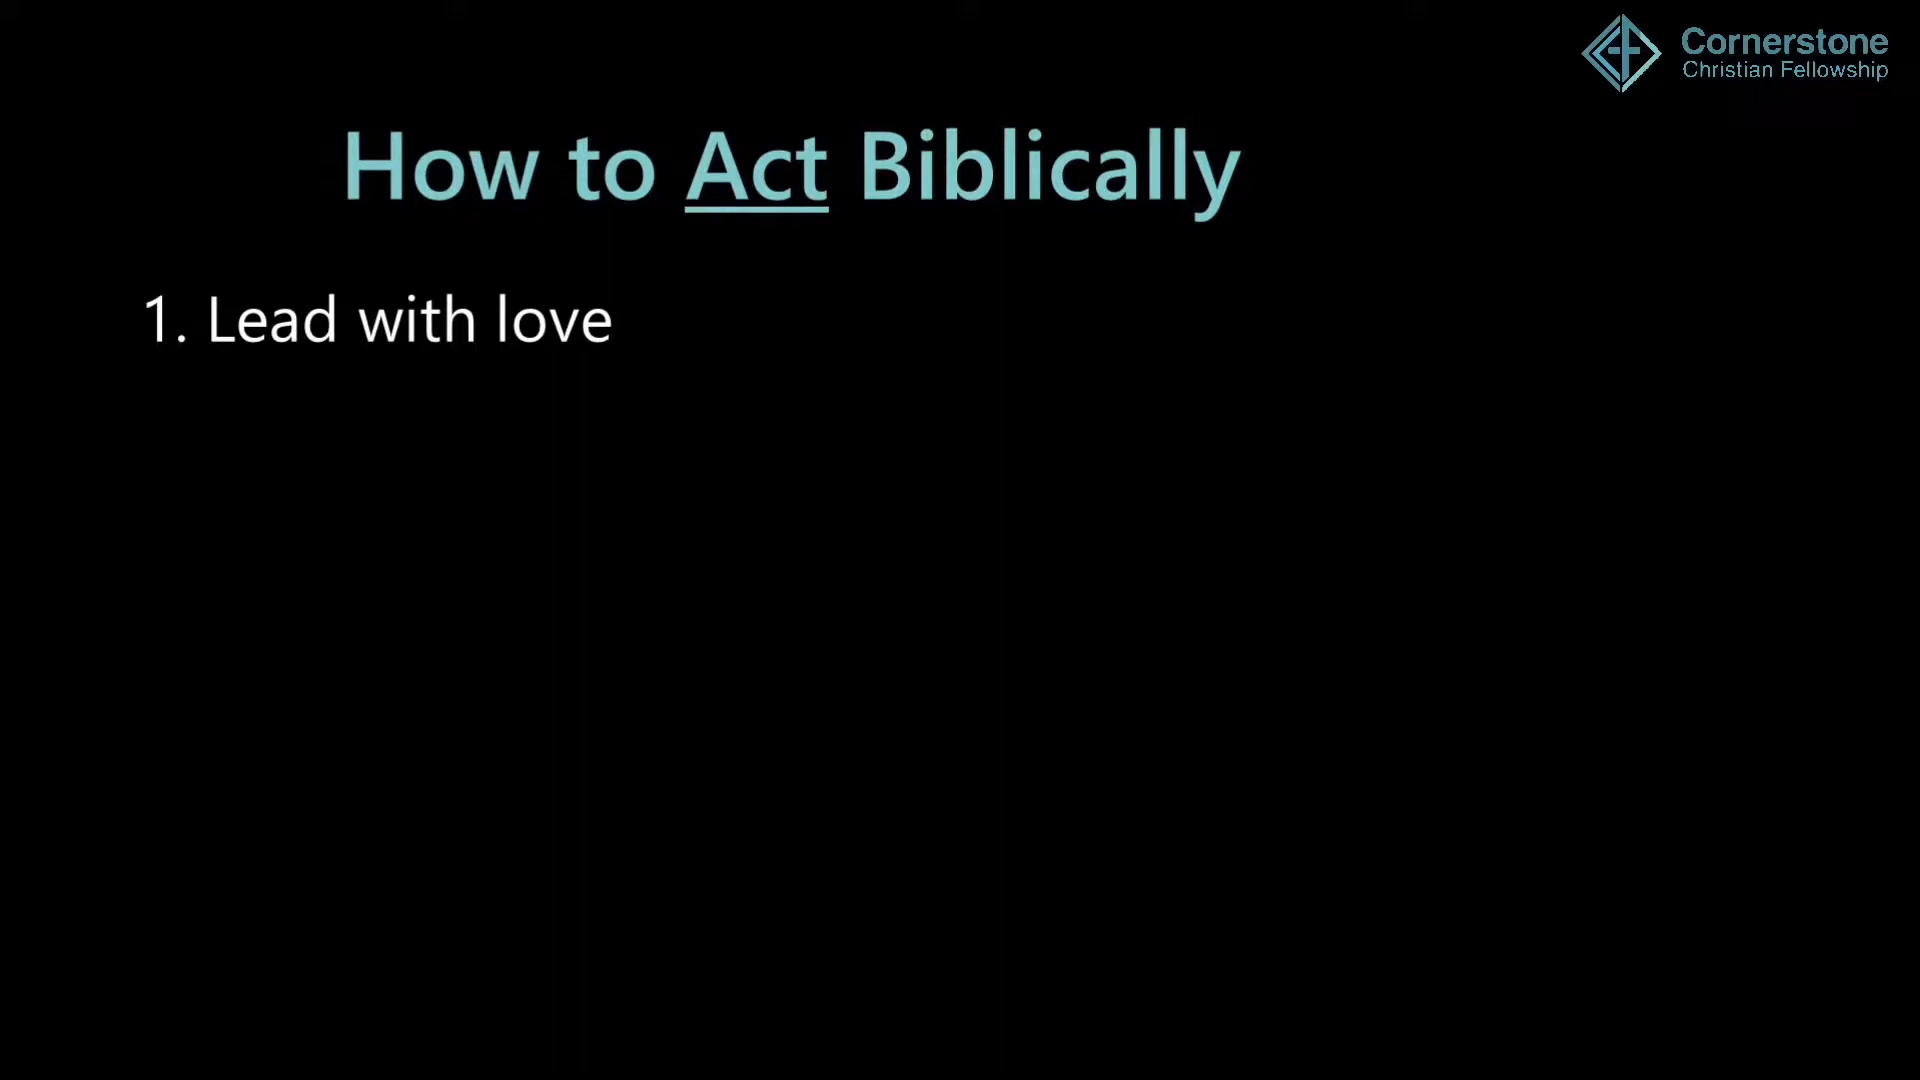 Cornerstone
Christian Fellowship
How to Act Biblically
1. Lead with love